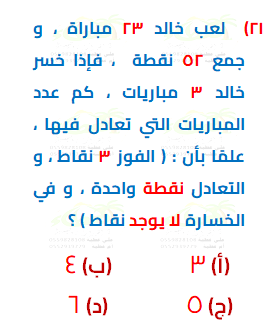 ٢١) لعب خالد ٢٣ مباراة ، و
جمع ٥٢ نقطة ، فإذا خسر
خالد ٣ مباريات ، كم عدد
المباريات التي تعادل فيها ،
علمًا بأن : ( الفوز ٣ نقاط ، و
التعادل نقطة واحدة ، و في
الخسارة لا يوجد نقاط ) ؟
(أ) ٣ (ب) ٤
(ج) ٥ (د) ٦